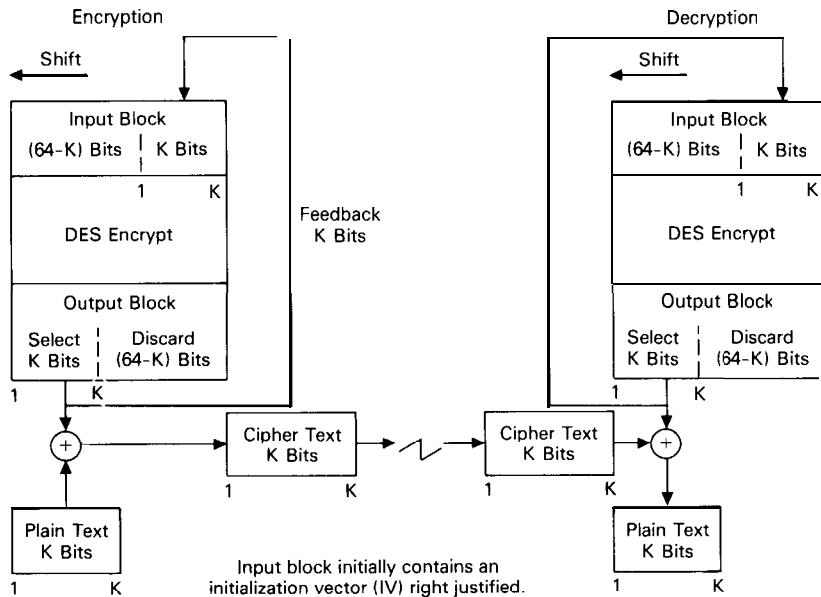 Encryption
Shift
Input Block
(64-K) Bits K Bits
1 K
DES Encrypt
Output Block
Select K Bits
Discard (64-K) Bits
1 K
Feedback
K Bits
Plain Text
K Bits
1 K
Cipher Text
K Bits
1 K
Decryption
Shift
Input Block
(64-K) Bits K Bits
1 K
DES Encrypt
Output Block
Select K Bits
Discard (64-K) Bits
1 K
Cipher Text
K Bits
1 K
Plain Text
K Bits
1 K
Input block initially contains an
initialization vector (IV) right justified.